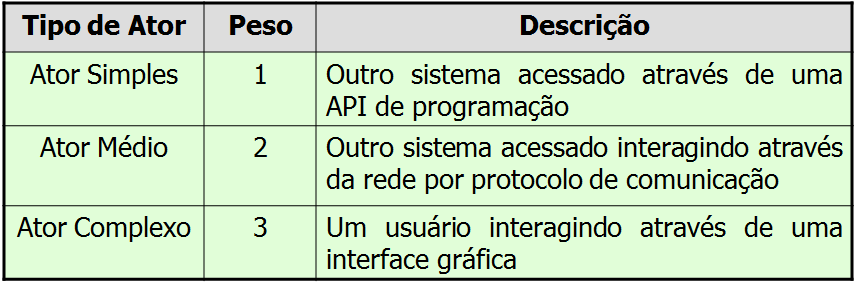 Tipo de Ator Peso Descrição
Ator Simples 1 Outro sistema acessado através de uma
API de programação
Ator Médio 2 Outro sistema acessado interagindo através
da rede por protocolo de comunicação
Ator Complexo 3 Um usuário interagindo através de uma
interface gráfica